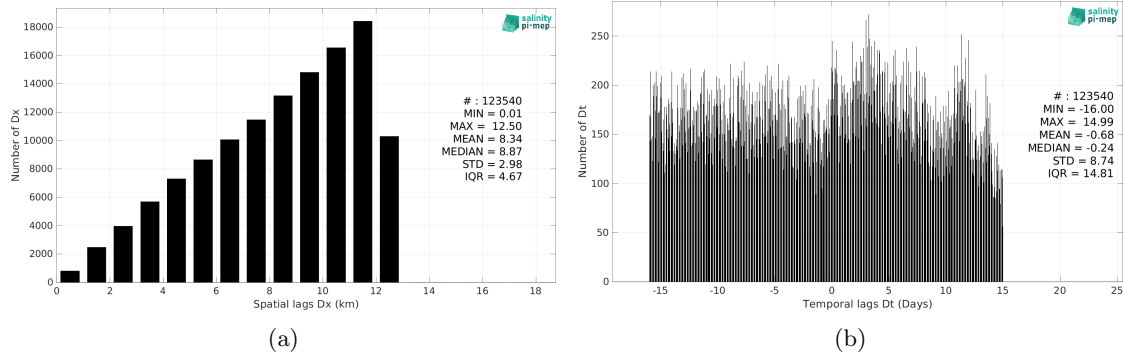 18000
16000
14000
12000
10000
8000
6000
4000
2000
0
Number of Dx
0 2 4 6 8 10 12 14 16 18
Spatial lags Dx (km)
salinity
pi-mep
# : 123540
MIN = 0.01
MAX = 12.50
MEAN = 8.34
MEDIAN = 8.87
STD = 2.98
IQR = 4.67
(a)
250
200
150
100
50
0
Number of Dt
-15 -10 -5 0 5 10 15 20 25
Temporal lags Dt (Days)
salinity
pi-mep
# : 123540
MIN = -16.00
MAX = 14.99
MEAN = -0.68
MEDIAN = -0.24
STD = 8.74
IQR = 14.81
(b)